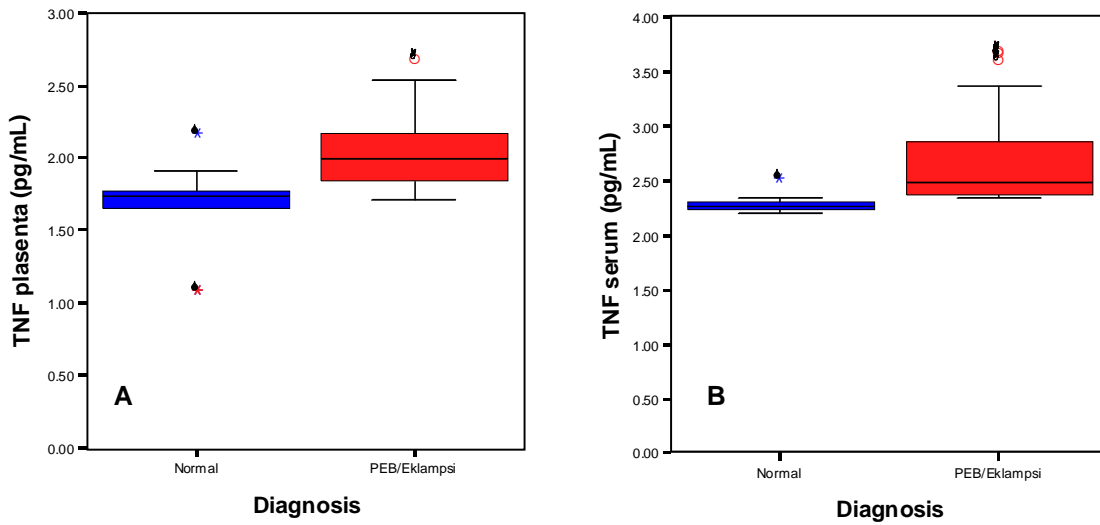 3.00
2.50
2.00
1.50
1.00
0.50
0.00
TNF plasenta (pg/mL)
A
Normal
PEB/Eklampsi
Diagnosis
4.00
3.50
3.00
2.50
2.00
1.50
1.00
0.50
0.00
TNF serum (pg/mL)
B
Normal
PEB/Eklampsi
Diagnosis